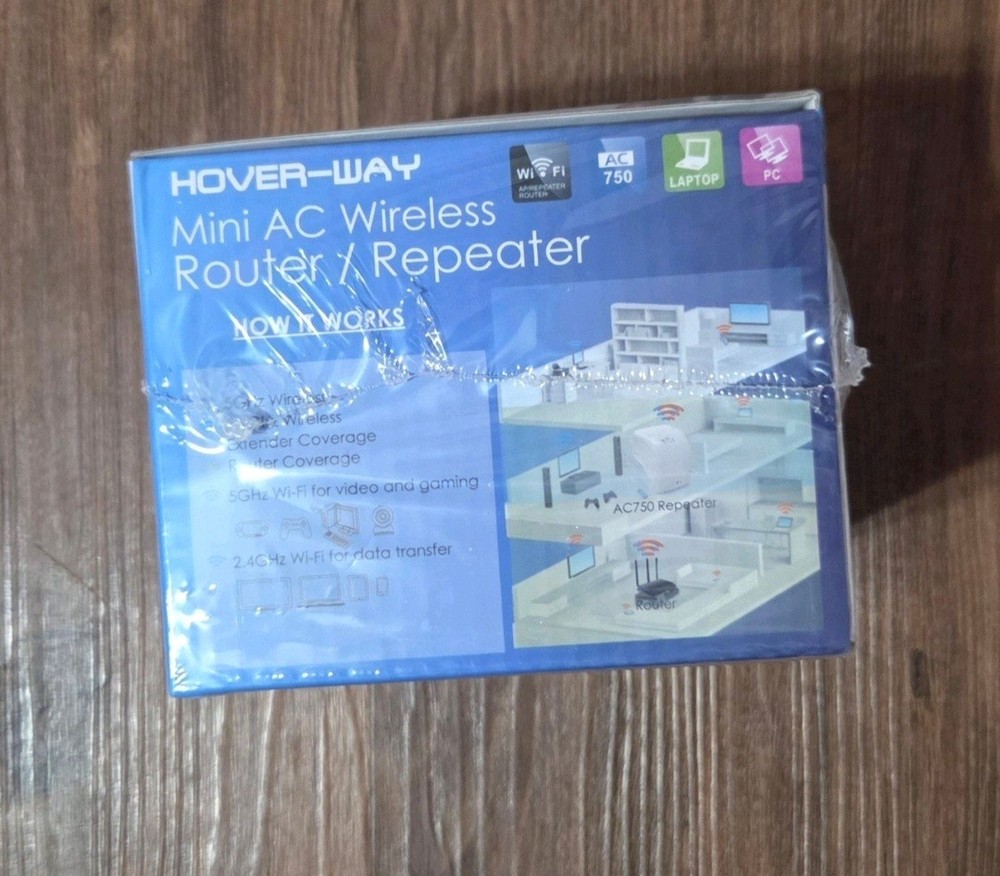 HOVER-WAY
Mini AC Wireless
Router / Repeater
Wi Fi
AP/REPEATER
ROUTER
AC
750
LAPTOP
PC
HOW IT WORKS
Wireless
Wireless
Extender Coverage
Router Coverage
5GHz Wi-Fi for video and gaming
2.4GHz Wi-Fi for data transfer
AC750 Repeater
Router